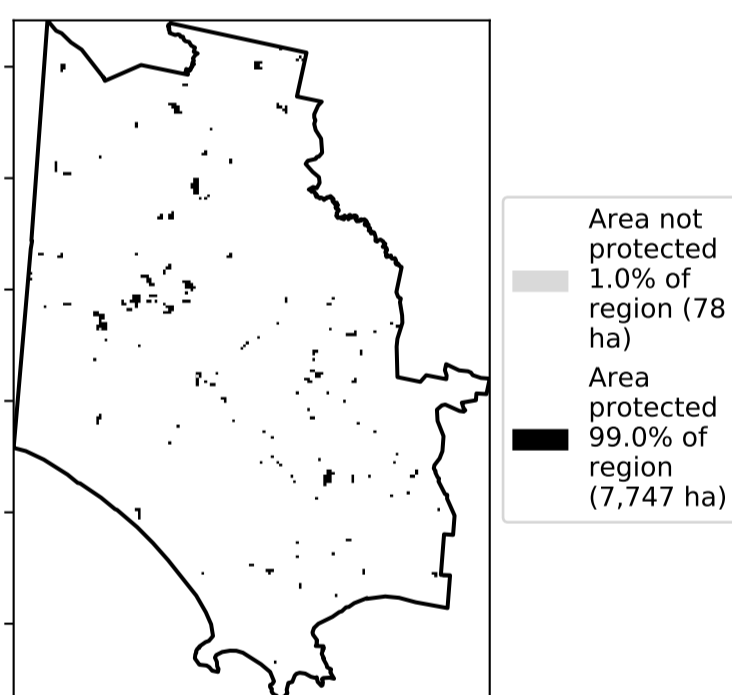 Area not
protected
1.0% of
region (78
ha)
Area
protected
99.0% of
region
(7,747 ha)